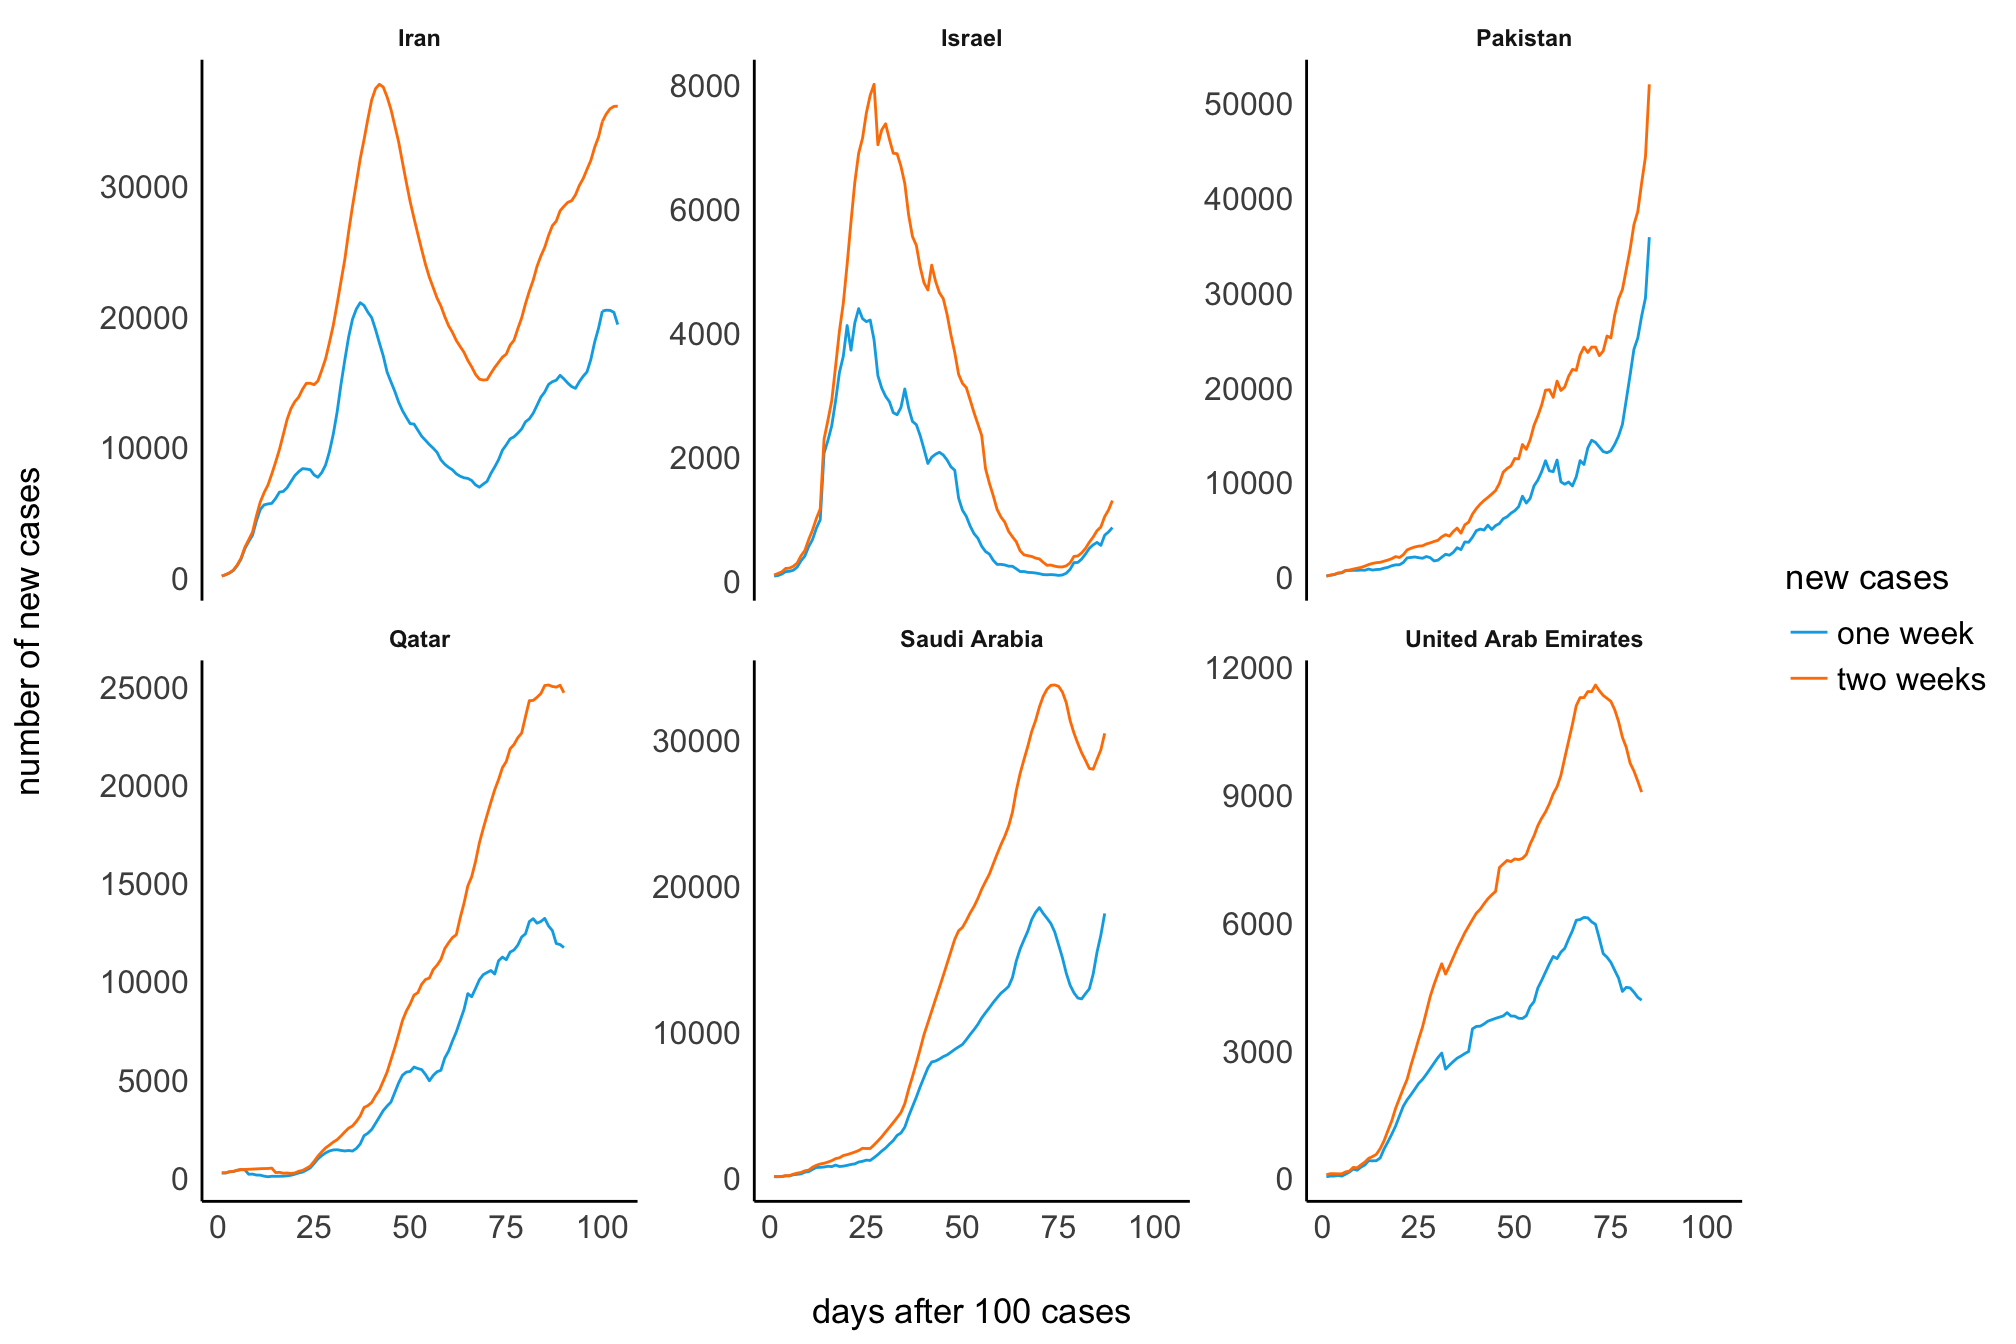 Iran
Israel
Pakistan
30000
20000
10000
0
8000
6000
4000
2000
0
50000
40000
30000
20000
10000
0
Qatar
Saudi Arabia
United Arab Emirates
25000
20000
15000
10000
5000
0
30000
20000
10000
0
12000
9000
6000
3000
0
0 25 50 75 100
0 25 50 75 100
0 25 50 75 100
number of new cases
days after 100 cases
new cases
one week
two weeks